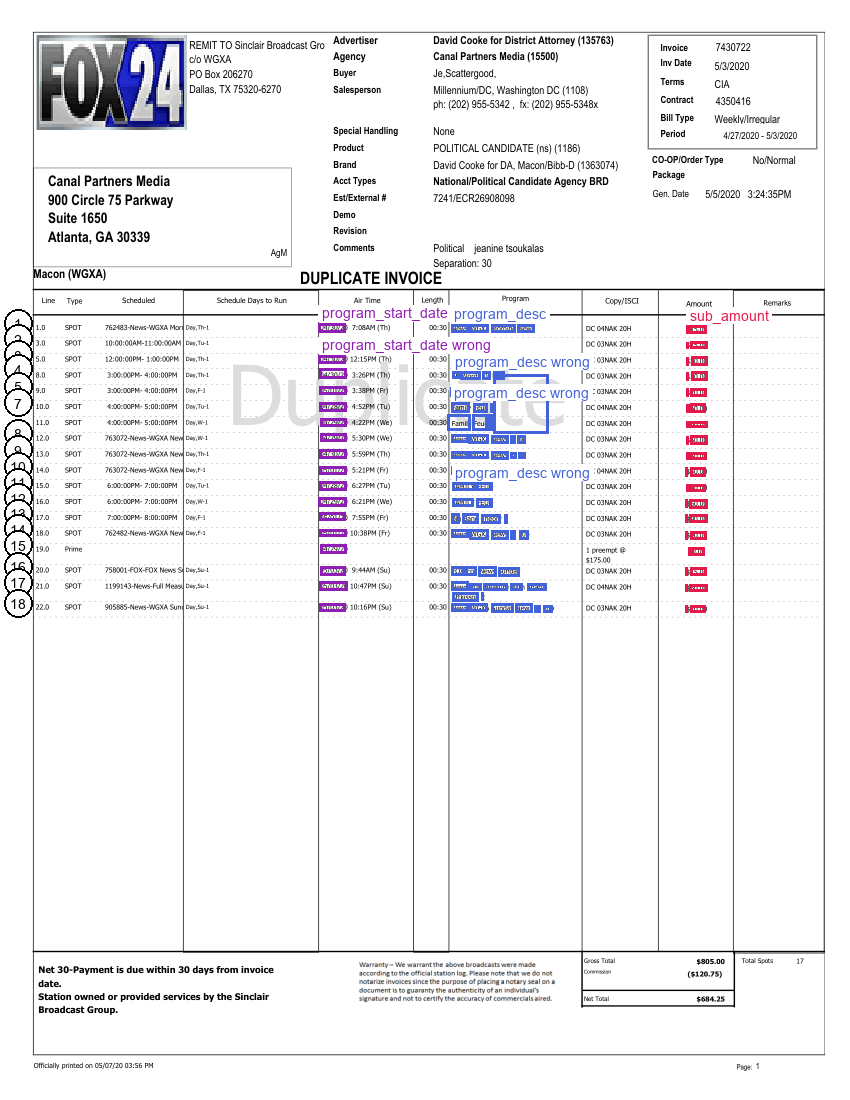 FOX 24
REMIT TO Sinclair Broadcast Gro
c/o WGXA
PO Box 206270
Dallas, TX 75320-6270
Advertiser David Cooke for District Attorney (135763)
Agency Canal Partners Media (15500)
Buyer Je,Scattergood,
Salesperson Millennium/DC, Washington DC (1108)
ph: (202) 955-5342 , fx: (202) 955-5348x
Special Handling None
Product POLITICAL CANDIDATE (ns) (1186)
Brand David Cooke for DA, Macon/Bibb-D (1363074)
Acct Types National/Political Candidate Agency BRD
Est/External # 7241/ECR26908098
Demo
Revision
Comments Political jeanine tsoukalas
Separation: 30
Invoice 7430722
Inv Date 5/3/2020
Terms CIA
Contract 4350416
Bill Type Weekly/Irregular
Period 4/27/2020 - 5/3/2020
CO-OP/Order Type No/Normal
Package
Gen. Date 5/5/2020 3:24:35PM
Canal Partners Media
900 Circle 75 Parkway
Suite 1650
Atlanta, GA 30339
AgM
Macon (WGXA)
DUPLICATE INVOICE
Line Type Scheduled Schedule Days to Run Air Time Length Program Copy/ISCI Amount Remarks
program_start_date program_desc sub_amount
1.0 SPOT 762483-News-WGXA Mor Day,Th-1 7:08AM (Th) 00:30 DC 04NAK 20H
3.0 SPOT 10:00:00AM-11:00:00AM Day,Tu-1 program_start_date wrong DC 03NAK 20H
5.0 SPOT 12:00:00PM- 1:00:00PM Day,Th-1 12:15PM (Th) 00:30 program_desc wrong 03NAK 20H
8.0 SPOT 3:00:00PM- 4:00:00PM Day,Th-1 3:26PM (Th) 00:30 DC 03NAK 20H
9.0 SPOT 3:00:00PM- 4:00:00PM Day,F-1 3:38PM (Fr) 00:30 program_desc wrong 03NAK 20H
10.0 SPOT 4:00:00PM- 5:00:00PM Day,Tu-1 4:52PM (Tu) 00:30 DC 04NAK 20H
11.0 SPOT 4:00:00PM- 5:00:00PM Day,W-1 4:22PM (We) 00:30 Famil Feu DC 03NAK 20H
12.0 SPOT 763072-News-WGXA New Day,W-1 5:30PM (We) 00:30 DC 03NAK 20H
13.0 SPOT 763072-News-WGXA New Day,Th-1 5:59PM (Th) 00:30 DC 03NAK 20H
14.0 SPOT 763072-News-WGXA New Day,F-1 5:21PM (Fr) 00:30 program_desc wrong 04NAK 20H
15.0 SPOT 6:00:00PM- 7:00:00PM Day,Tu-1 6:27PM (Tu) 00:30 DC 03NAK 20H
16.0 SPOT 6:00:00PM- 7:00:00PM Day,W-1 6:21PM (We) 00:30 DC 03NAK 20H
17.0 SPOT 7:00:00PM- 8:00:00PM Day,F-1 7:55PM (Fr) 00:30 DC 03NAK 20H
18.0 SPOT 762482-News-WGXA New Day,F-1 10:38PM (Fr) 00:30 DC 03NAK 20H
19.0 Prime 1 preempt @
$175.00
20.0 SPOT 758001-FOX-FOX News S Day,Su-1 9:44AM (Su) 00:30 DC 03NAK 20H
21.0 SPOT 1199143-News-Full Meas Day,Su-1 10:47PM (Su) 00:30 DC 04NAK 20H
22.0 SPOT 905885-News-WGXA Sun Day,Su-1 10:16PM (Su) 00:30 DC 03NAK 20H
7
15
17
18
Duplicate
Net 30-Payment is due within 30 days from invoice
date.
Station owned or provided services by the Sinclair
Broadcast Group.
Warranty – We warrant the above broadcasts were made
according to the official station log. Please note that we do not
notarize invoices since the purpose of placing a notary seal on a
document is to guaranty the authenticity of an individual's
signature and not to certify the accuracy of commercials aired.
Gross Total $805.00
Commission ($120.75)
Net Total $684.25
Total Spots 17
Officially printed on 05/07/20 03:56 PM
Page: 1